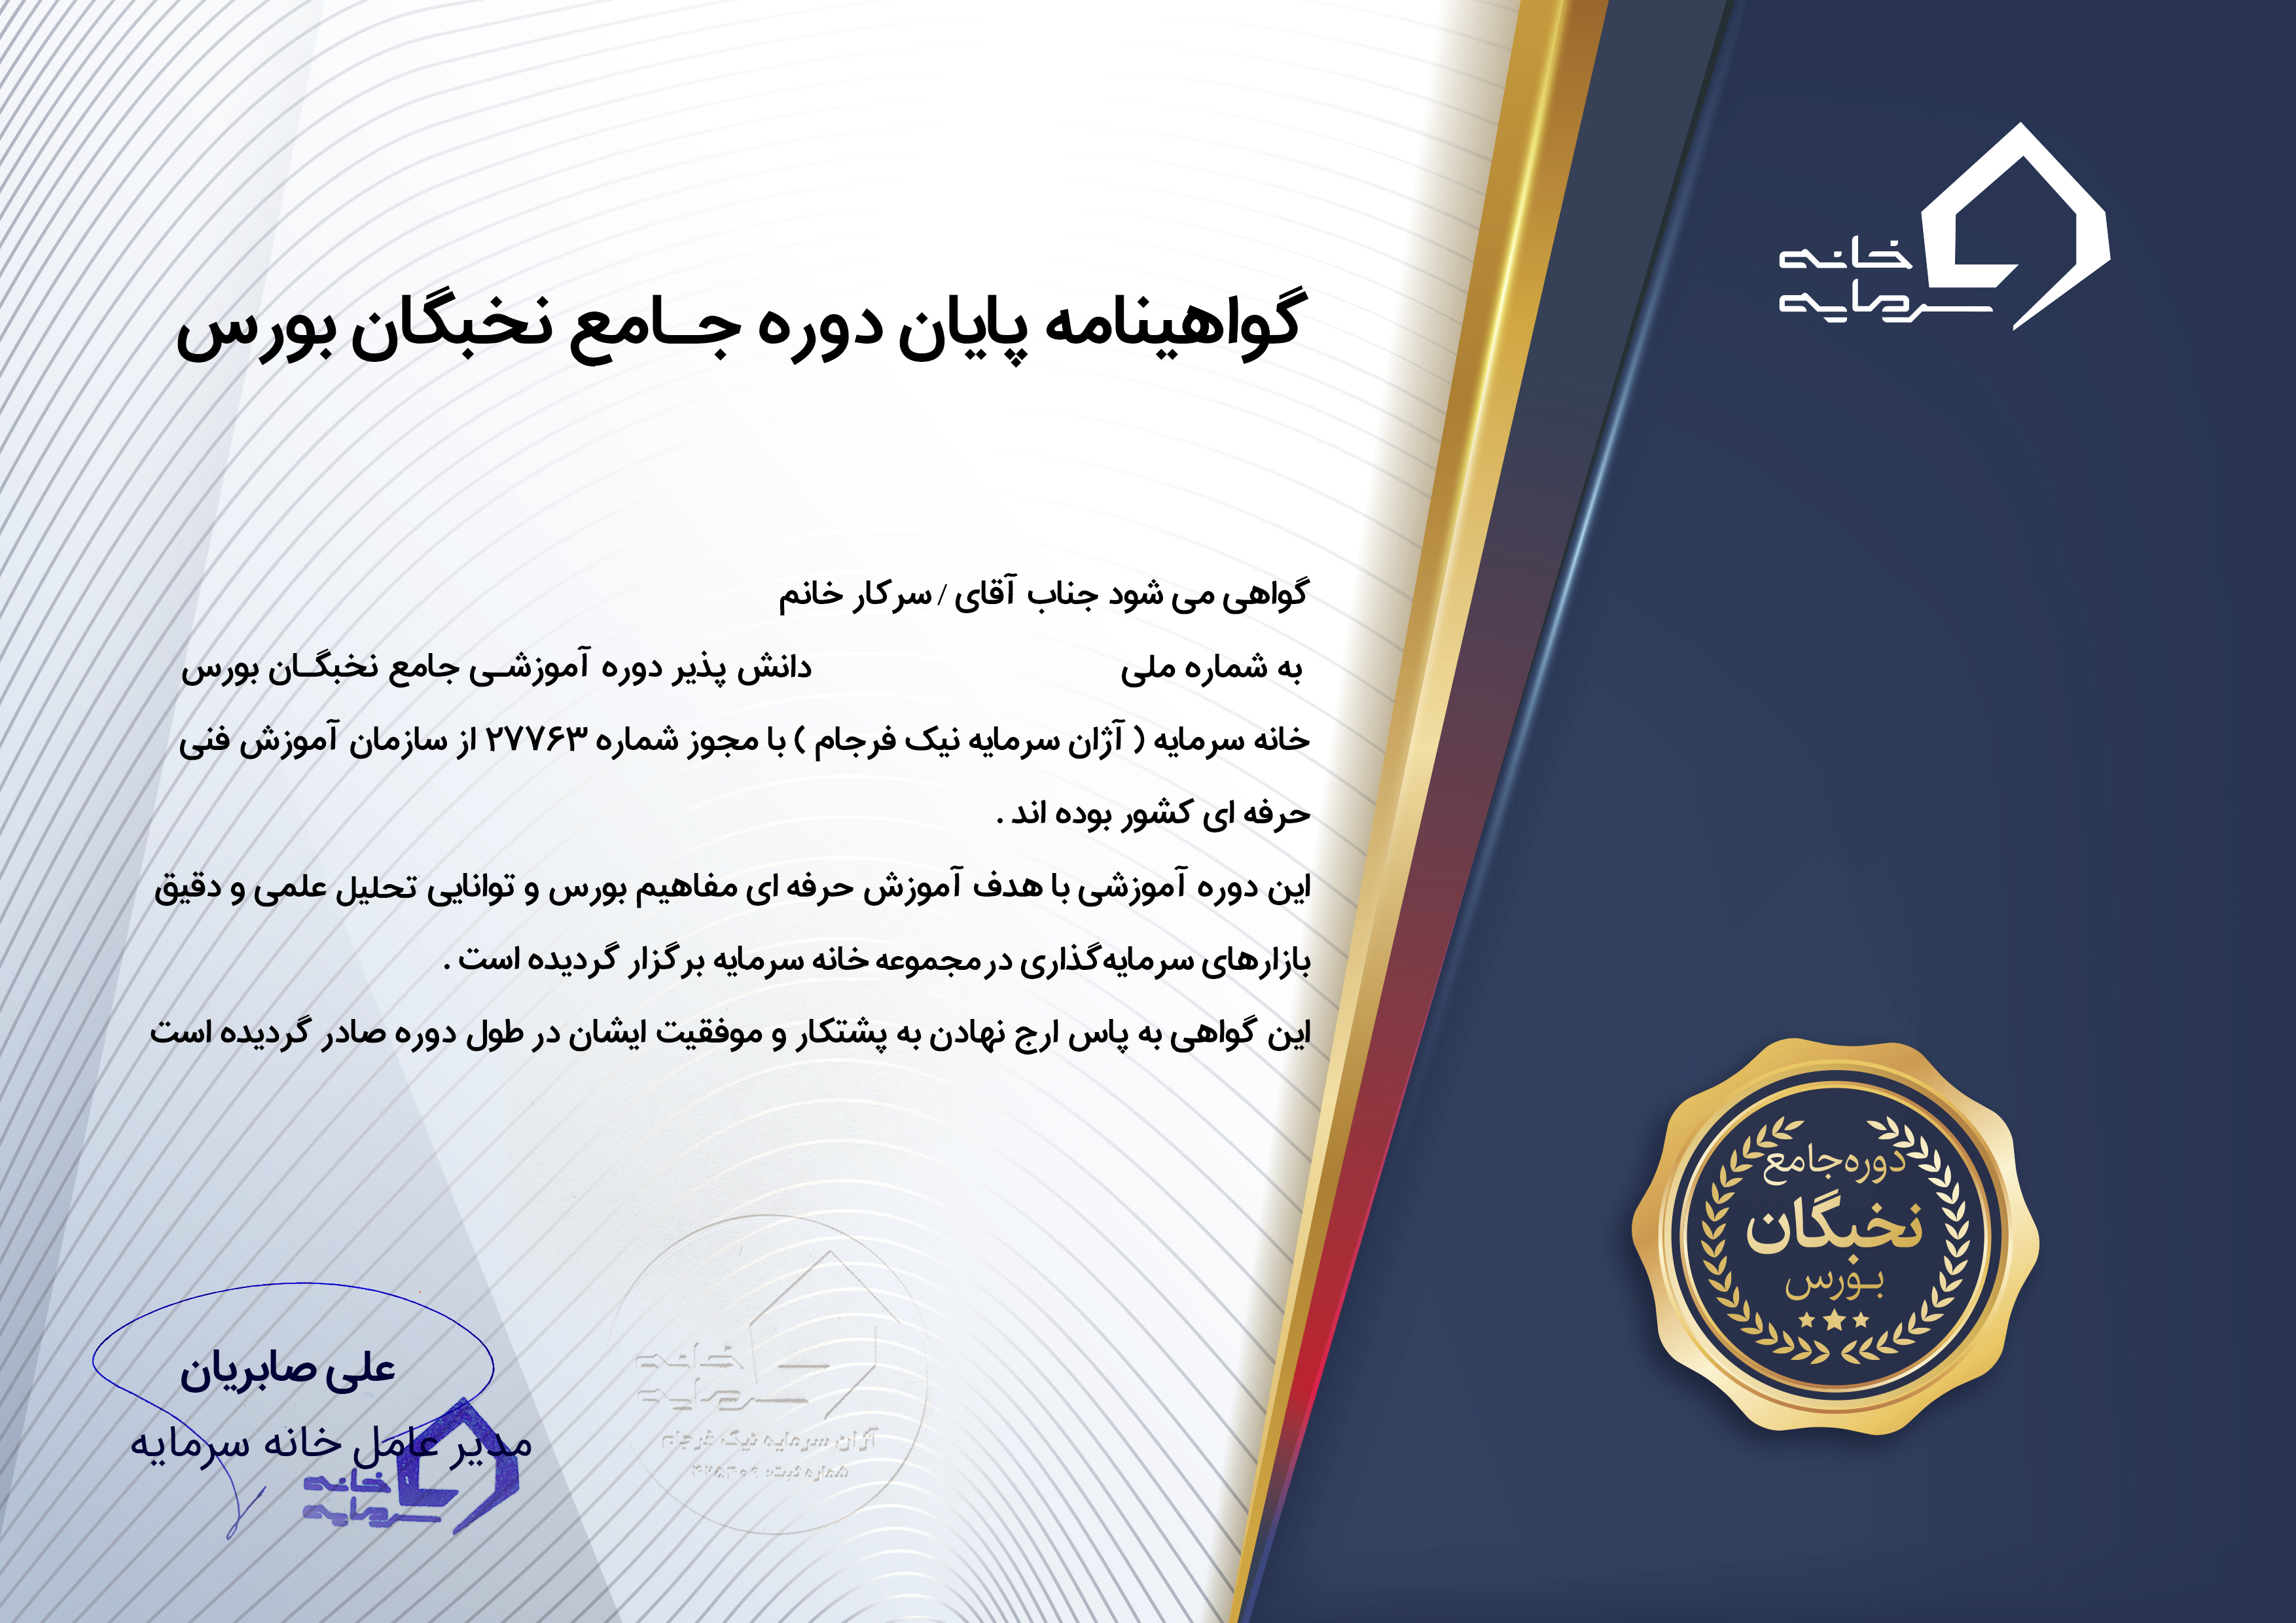 خانه
سرمایه
گواهینامه پایان دوره جـامع نخبگان بورس
گواهی می شود جناب آقای / سرکار خانم
به شماره ملی دانش پذیر دوره آموزشـی جامع نخبگـان بورس
خانه سرمایه ( آژان سرمایه نیک فرجام ) با مجوز شماره ۲۷۷۶۳ از سازمان آموزش فنی
حرفه ای کشور بوده اند .
این دوره آموزشی با هدف آموزش حرفه ای مفاهیم بورس و توانایی تحلیل علمی و دقیق
بازارهای سرمایه‌گذاری در مجموعه خانه سرمایه برگزار گردیده است .
این گواهی به پاس ارج نهادن به پشتکار و موفقیت ایشان در طول دوره صادر گردیده است
دوره جامع
نخبگان
بـورس
خانه
سرمایه
آژان سرمایه نیک فرجام
شماره ثبت:
علی صابریان
مدیر عامل خانه سرمایه
خانه
سرمایه